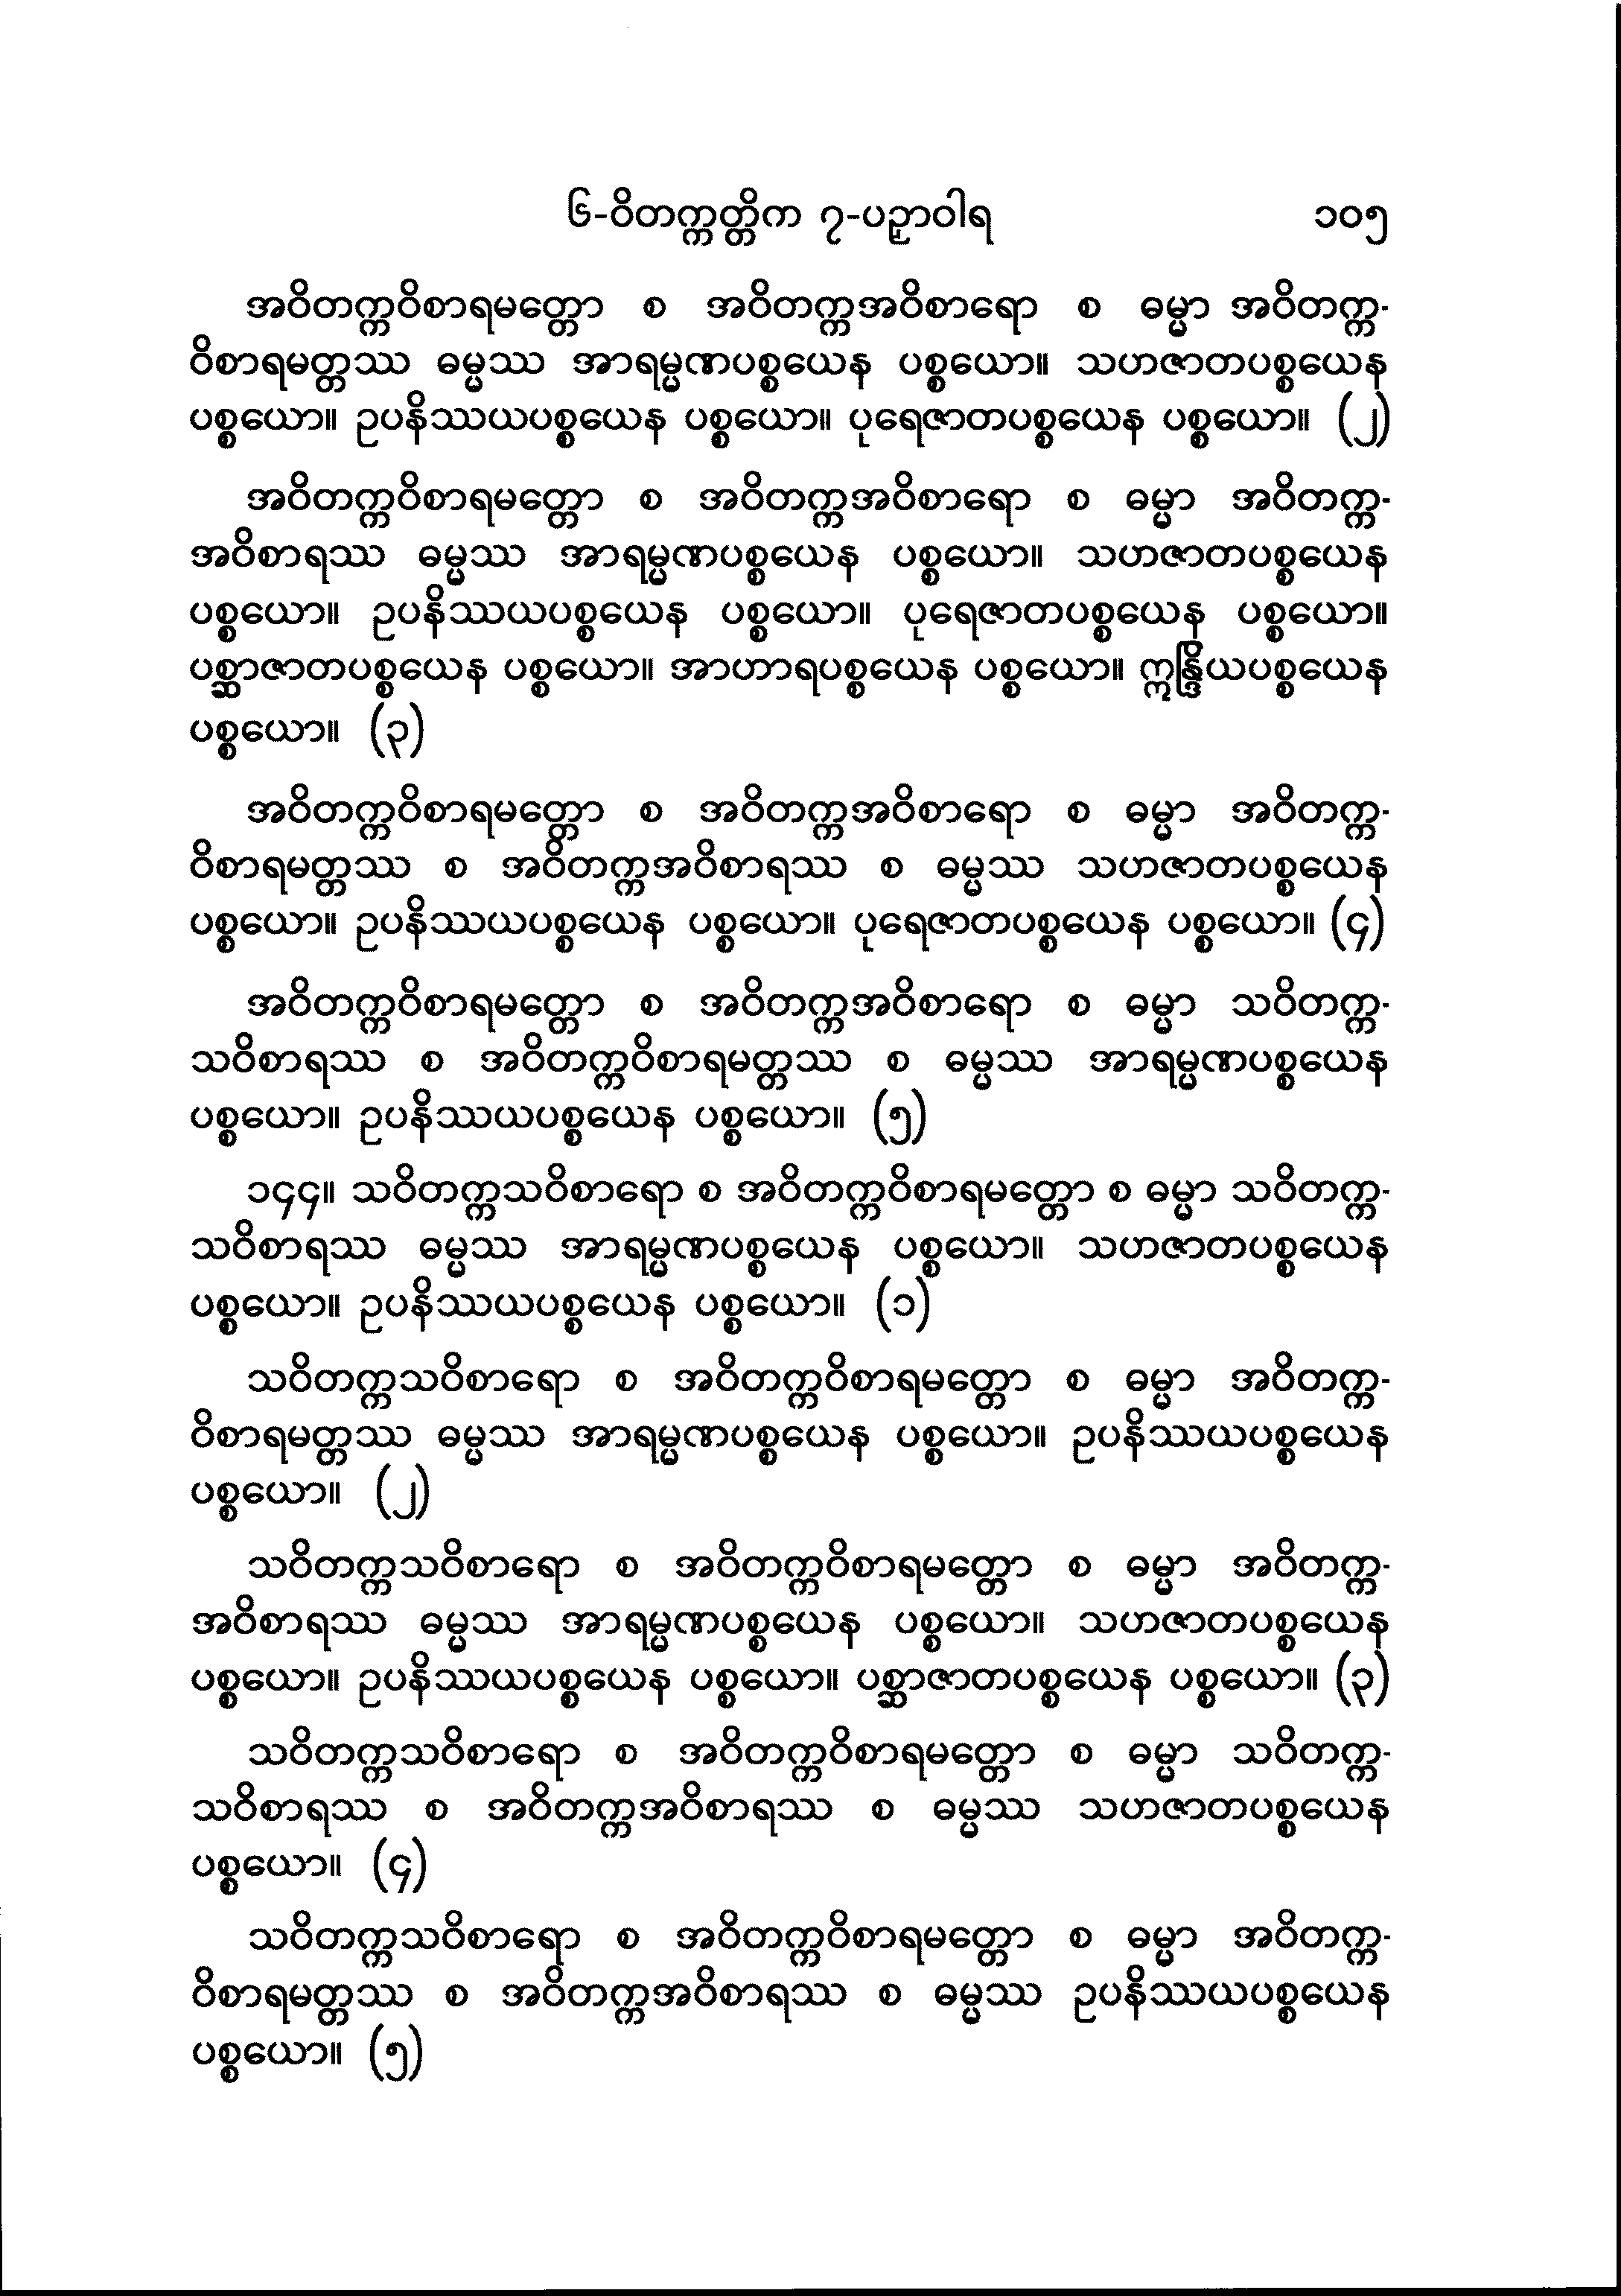 ၆-ဝိတက္ကတ္တိက ၇-ပဉှာဝါရ ၁၀၅
အဝိတက္ကဝိစာရမတ္တော စ အဝိတက္ကအဝိစာရော စ ဓမ္မာ အဝိတက္က-
ဝိစာရမတ္တဿ ဓမ္မဿ အာရမ္မဏပစ္စယေန ပစ္စယော။ သဟဇာတပစ္စယေန
ပစ္စယော။ ဥပနိဿယပစ္စယေန ပစ္စယော။ ပုရေဇာတပစ္စယေန ပစ္စယော။ (၂)
အဝိတက္ကဝိစာရမတ္တော စ အဝိတက္ကအဝိစာရော စ ဓမ္မာ အဝိတက္က-
အဝိစာရဿ ဓမ္မဿ အာရမ္မဏပစ္စယေန ပစ္စယော။ သဟဇာတပစ္စယေန
ပစ္စယော။ ဥပနိဿယပစ္စယေန ပစ္စယော။ ပုရေဇာတပစ္စယေန ပစ္စယော။
ပစ္ဆာဇာတပစ္စယေန ပစ္စယော။ အာဟာရပစ္စယေန ပစ္စယော။ ဣန္ဒြိယပစ္စယေန
ပစ္စယော။ (၃)
အဝိတက္ကဝိစာရမတ္တော စ အဝိတက္ကအဝိစာရော စ ဓမ္မာ အဝိတက္က-
ဝိစာရမတ္တဿ စ အဝိတက္ကအဝိစာရဿ စ ဓမ္မဿ သဟဇာတပစ္စယေန
ပစ္စယော။ ဥပနိဿယပစ္စယေန ပစ္စယော။ ပုရေဇာတပစ္စယေန ပစ္စယော။ (၄)
အဝိတက္ကဝိစာရမတ္တော စ အဝိတက္ကအဝိစာရော စ ဓမ္မာ သဝိတက္က-
သဝိစာရဿ စ အဝိတက္ကဝိစာရမတ္တဿ စ ဓမ္မဿ အာရမ္မဏပစ္စယေန
ပစ္စယော။ ဥပနိဿယပစ္စယေန ပစ္စယော။ (၅)
၁၄၄။ သဝိတက္ကသဝိစာရော စ အဝိတက္ကဝိစာရမတ္တော စ ဓမ္မာ သဝိတက္က-
သဝိစာရဿ ဓမ္မဿ အာရမ္မဏပစ္စယေန ပစ္စယော။ သဟဇာတပစ္စယေန
ပစ္စယော။ ဥပနိဿယပစ္စယေန ပစ္စယော။ (၁)
သဝိတက္ကသဝိစာရော စ အဝိတက္ကဝိစာရမတ္တော စ ဓမ္မာ အဝိတက္က-
ဝိစာရမတ္တဿ ဓမ္မဿ အာရမ္မဏပစ္စယေန ပစ္စယော။ ဥပနိဿယပစ္စယေန
ပစ္စယော။ (၂)
သဝိတက္ကသဝိစာရော စ အဝိတက္ကဝိစာရမတ္တော စ ဓမ္မာ အဝိတက္က-
အဝိစာရဿ ဓမ္မဿ အာရမ္မဏပစ္စယေန ပစ္စယော။ သဟဇာတပစ္စယေန
ပစ္စယော။ ဥပနိဿယပစ္စယေန ပစ္စယော။ ပစ္ဆာဇာတပစ္စယေန ပစ္စယော။ (၃)
သဝိတက္ကသဝိစာရော စ အဝိတက္ကဝိစာရမတ္တော စ ဓမ္မာ သဝိတက္က-
သဝိစာရဿ စ အဝိတက္ကအဝိစာရဿ စ ဓမ္မဿ သဟဇာတပစ္စယေန
ပစ္စယော။ (၄)
သဝိတက္ကသဝိစာရော စ အဝိတက္ကဝိစာရမတ္တော စ ဓမ္မာ အဝိတက္က-
ဝိစာရမတ္တဿ စ အဝိတက္ကအဝိစာရဿ စ ဓမ္မဿ ဥပနိဿယပစ္စယေန
ပစ္စယော။ (၅)